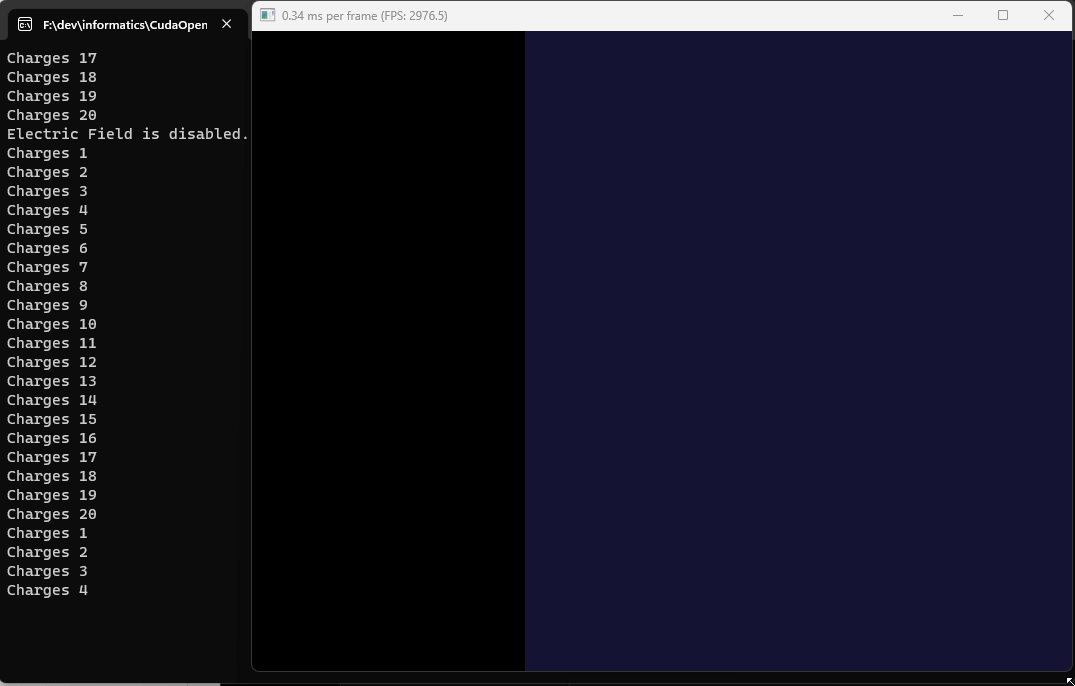 F:\dev\informatics\CudaOpen
0.34 ms per frame (FPS: 2976.5)
Charges 17
Charges 18
Charges 19
Charges 20
Electric Field is disabled.
Charges 1
Charges 2
Charges 3
Charges 4
Charges 5
Charges 6
Charges 7
Charges 8
Charges 9
Charges 10
Charges 11
Charges 12
Charges 13
Charges 14
Charges 15
Charges 16
Charges 17
Charges 18
Charges 19
Charges 20
Charges 1
Charges 2
Charges 3
Charges 4